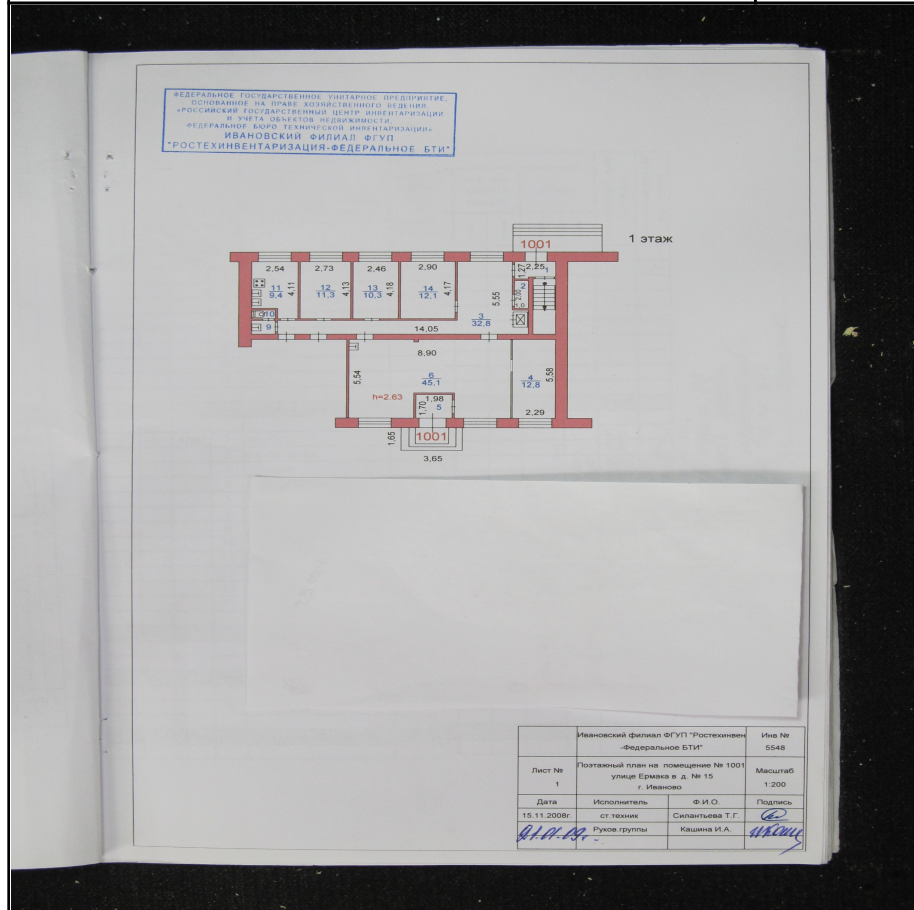 ФЕДЕРАЛЬНОЕ ГОСУДАРСТВЕННОЕ УНИТАРНОЕ ПРЕДПРИЯТИЕ,
ОСНОВАННОЕ НА ПРАВЕ ХОЗЯЙСТВЕННОГО ВЕДЕНИЯ
«РОССИЙСКИЙ ГОСУДАРСТВЕННЫЙ ЦЕНТР ИНВЕНТАРИЗАЦИИ
И УЧЕТА ОБЪЕКТОВ НЕДВИЖИМОСТИ,
ФЕДЕРАЛЬНОЕ БЮРО ТЕХНИЧЕСКОЙ ИНВЕНТАРИЗАЦИИ»
ИВАНОВСКИЙ ФИЛИАЛ ФГУП
"РОСТЕХИНВЕНТАРИЗАЦИЯ-ФЕДЕРАЛЬНОЕ БТИ"
1 этаж
1001
2,54
2,73
2,46
2,90
2,25
1
1,27
11
9,4
4,11
12
11,3
4,13
13
10,3
4,18
14
12,1
4,17
5,55
2
2,00
10
9
3
32,8
14,05
8,90
5,54
6
45,1
4
12,8
5,58
h=2.63
1,98
1,70
5
2,29
1,65
1001
3,65
Ивановский филиал ФГУП "Ростехинвен
-Федеральное БТИ"
Инв №
5548
Лист №
1
Поэтажный план на помещение № 1001
улице Ермака в д. № 15
г. Иваново
Масштаб
1:200
Дата
Исполнитель
Ф.И.О.
Подпись
15.11.2008г.
ст.техник
Силантьева Т.Г.
Руков.группы
Кашина И.А.